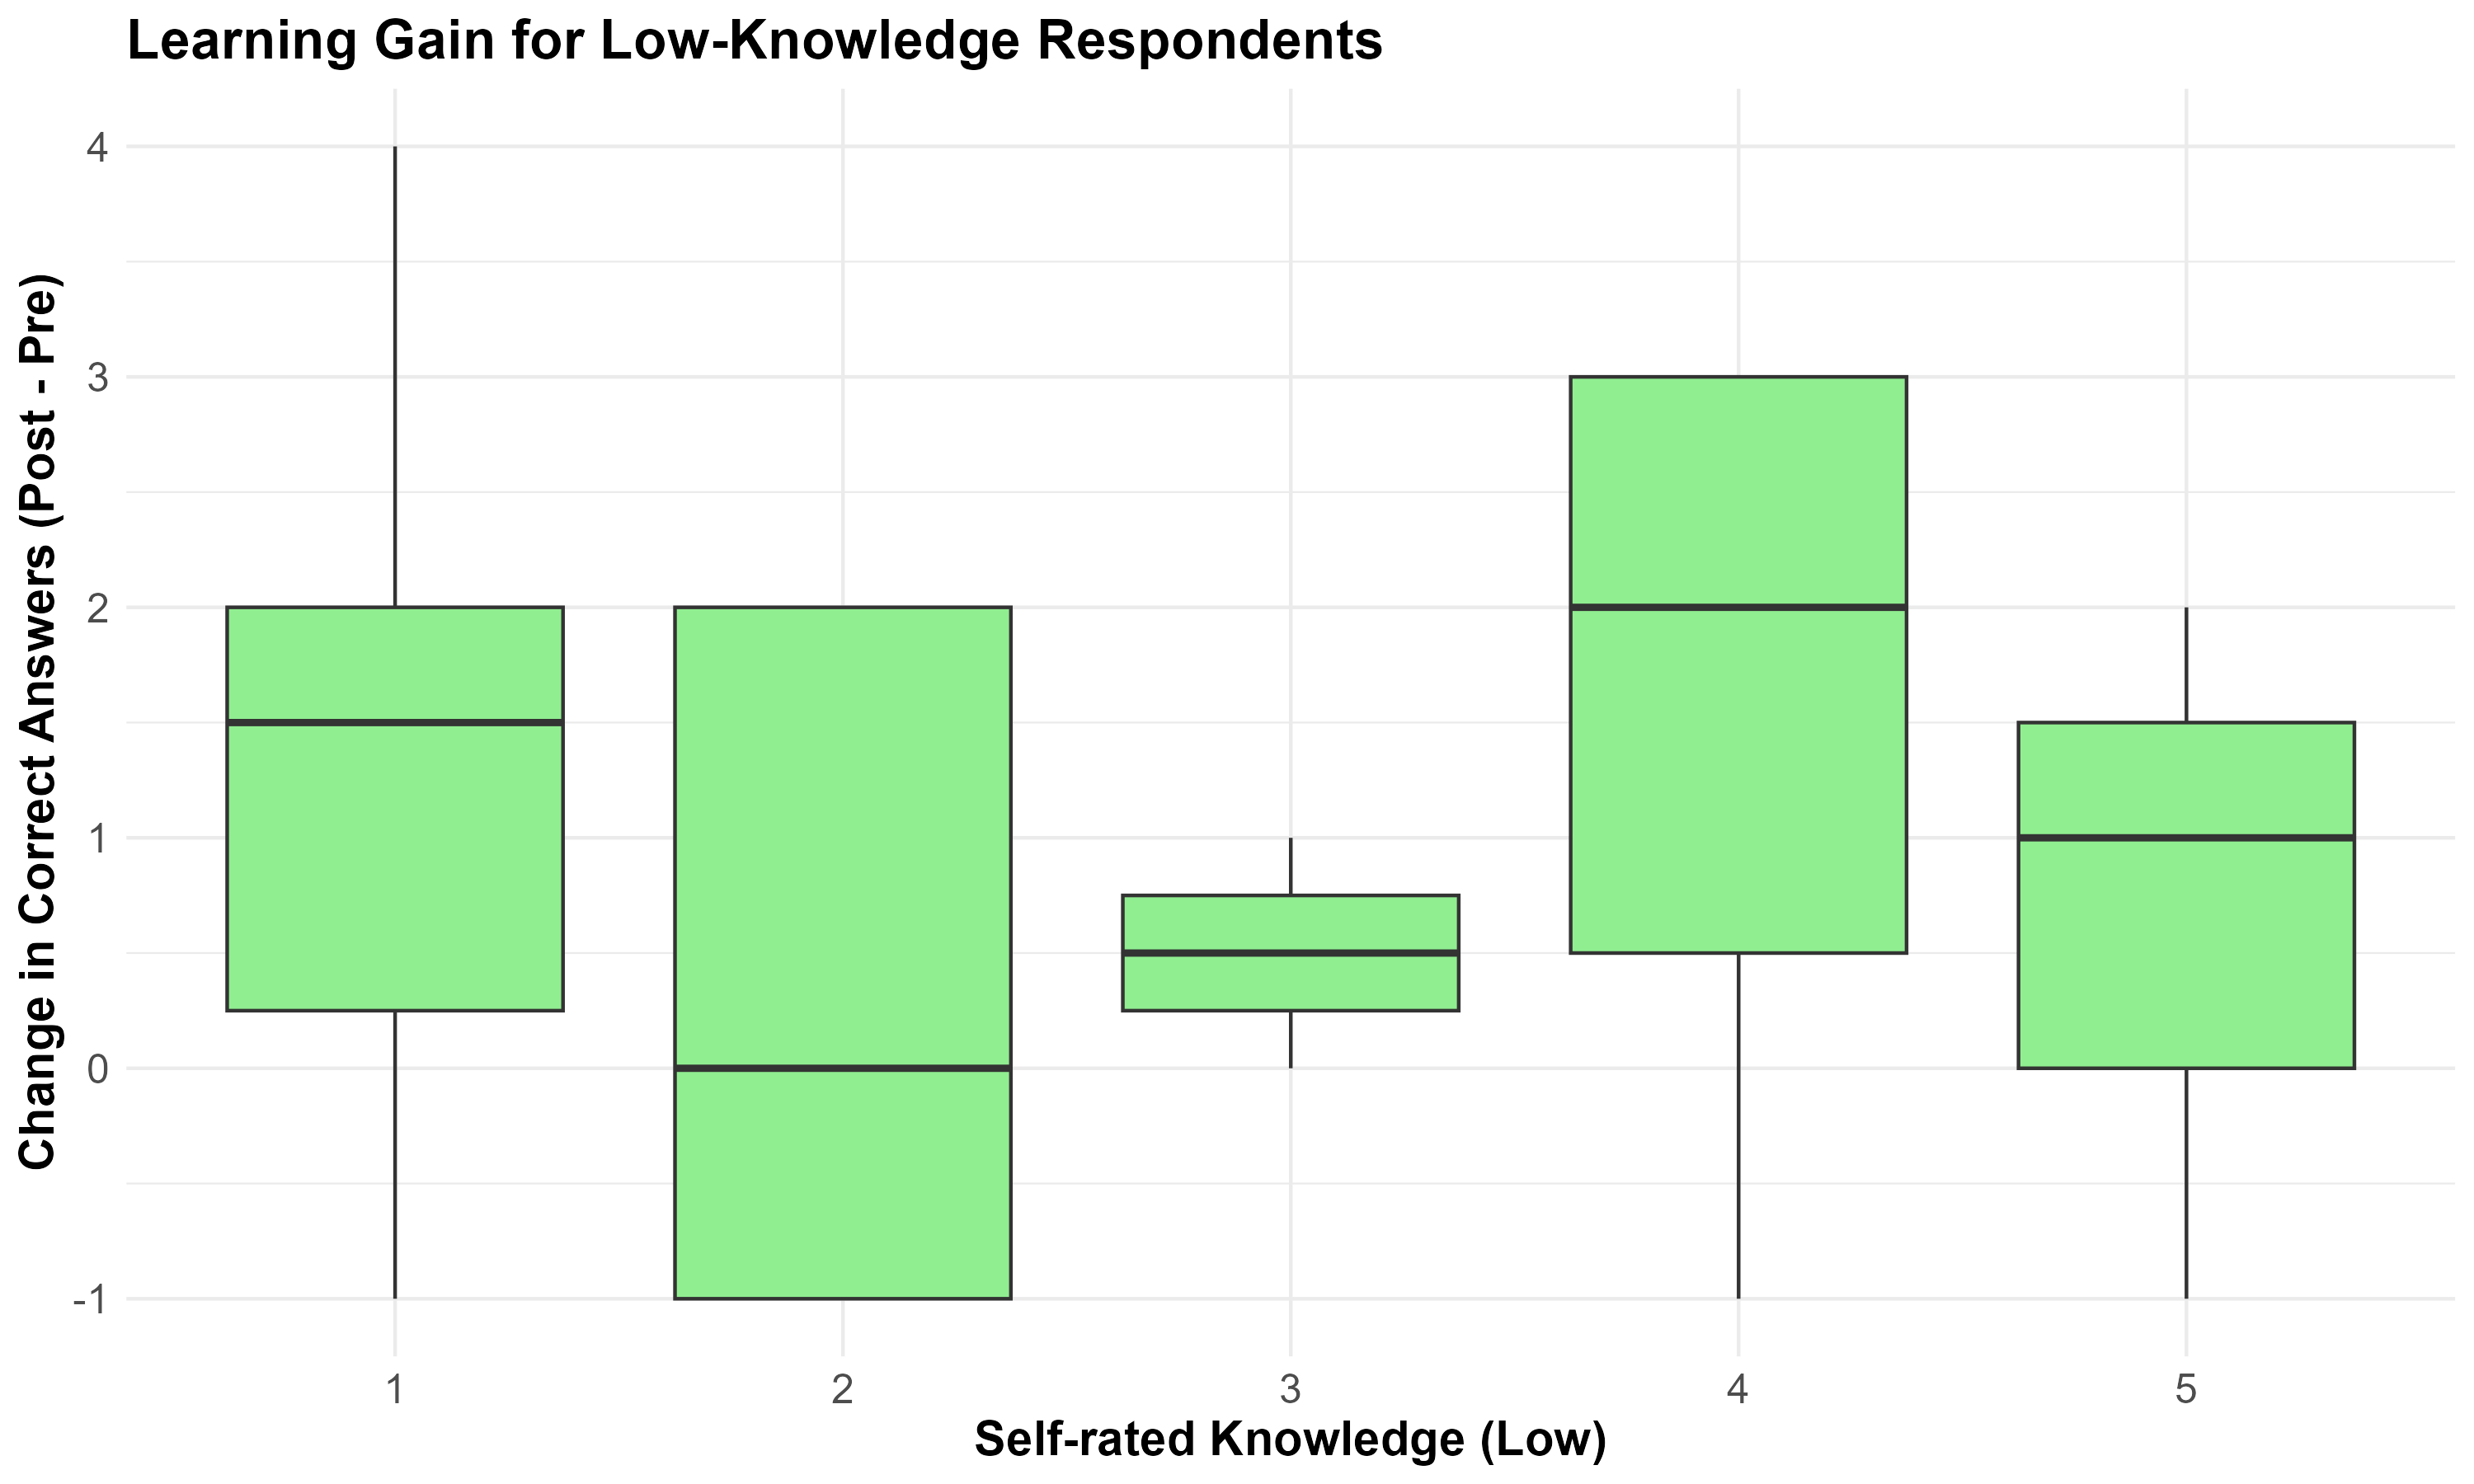 Learning Gain for Low-Knowledge Respondents
Change in Correct Answers (Post - Pre)
4
3
2
1
0
-1
1 2 3 4 5
Self-rated Knowledge (Low)